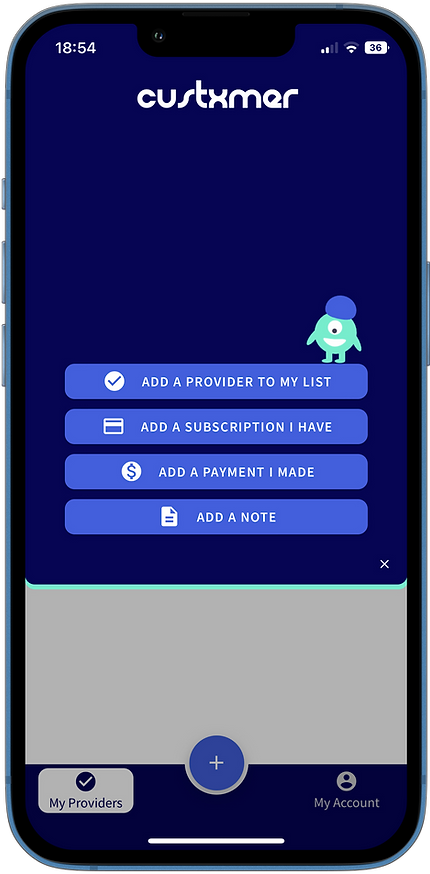 18:54
36
custxmer
ADD A PROVIDER TO MY LIST
ADD A SUBSCRIPTION I HAVE
ADD A PAYMENT I MADE
ADD A NOTE
My Providers
My Account